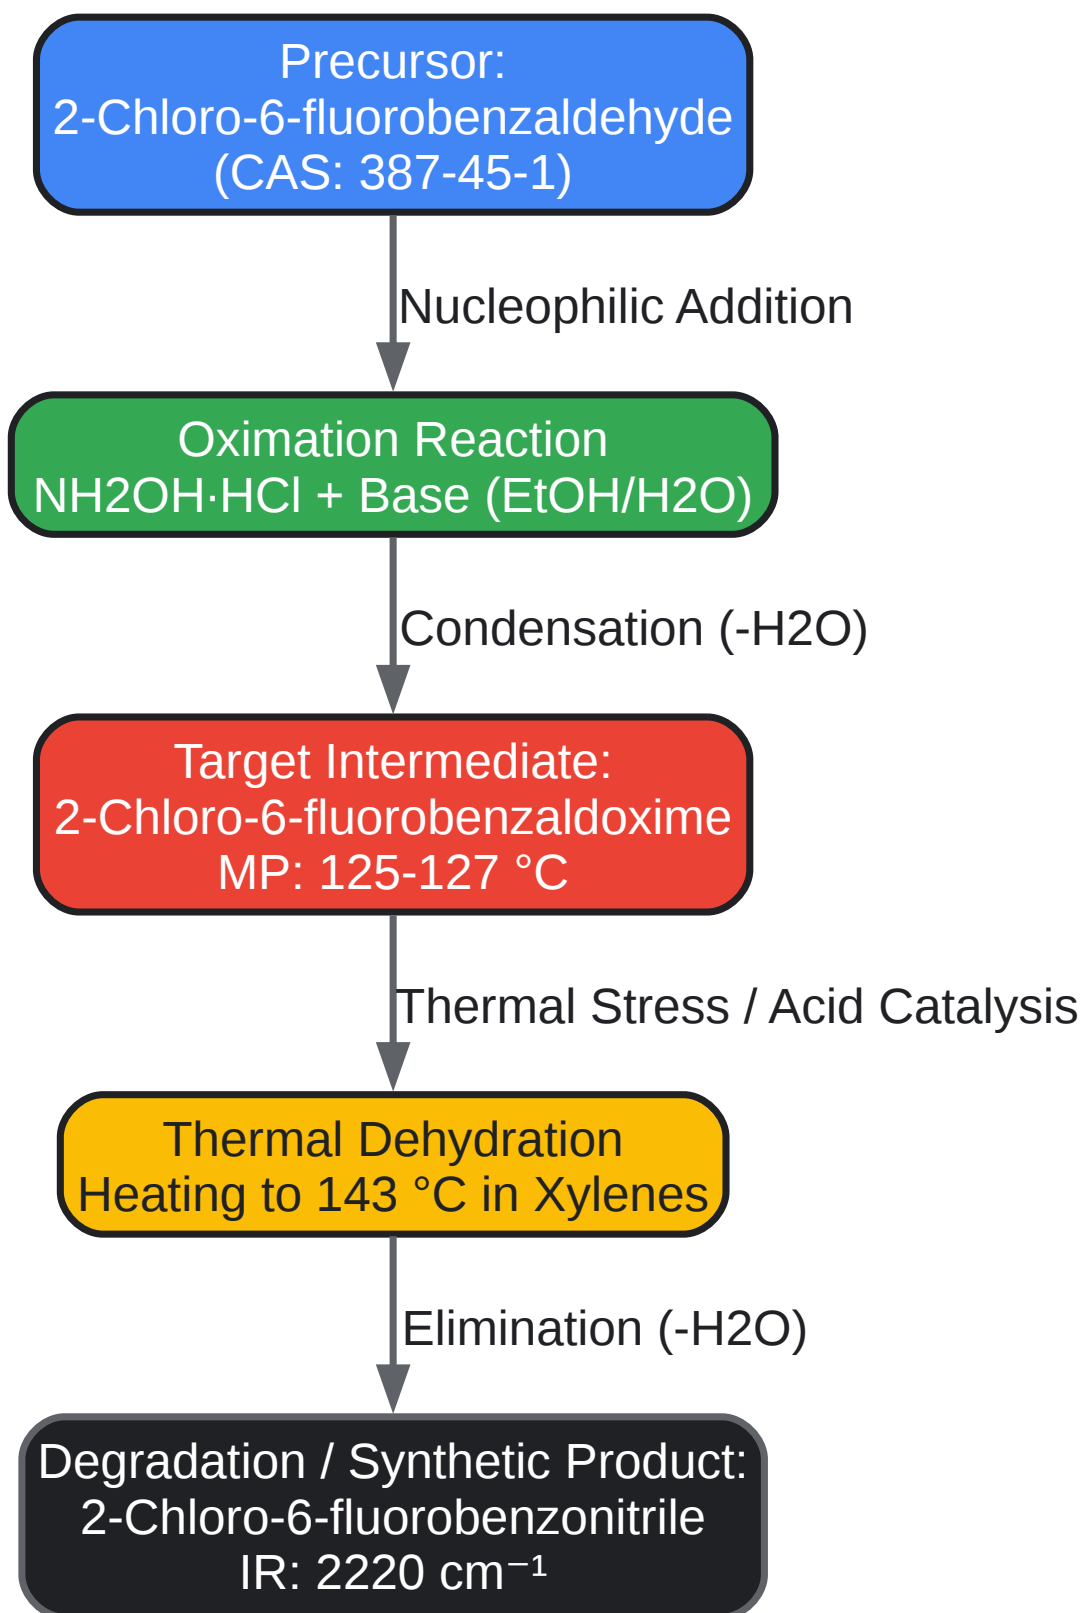 Precursor:
2-Chloro-6-fluorobenzaldehyde
(CAS: 387-45-1)
Nucleophilic Addition
Oximation Reaction
NH2OH·HCl + Base (EtOH/H2O)
Condensation (-H2O)
Target Intermediate:
2-Chloro-6-fluorobenzaldoxime
MP: 125-127 °C
Thermal Stress / Acid Catalysis
Thermal Dehydration
Heating to 143 °C in Xylenes
Elimination (-H2O)
Degradation / Synthetic Product:
2-Chloro-6-fluorobenzonitrile
IR: 2220 cm⁻¹